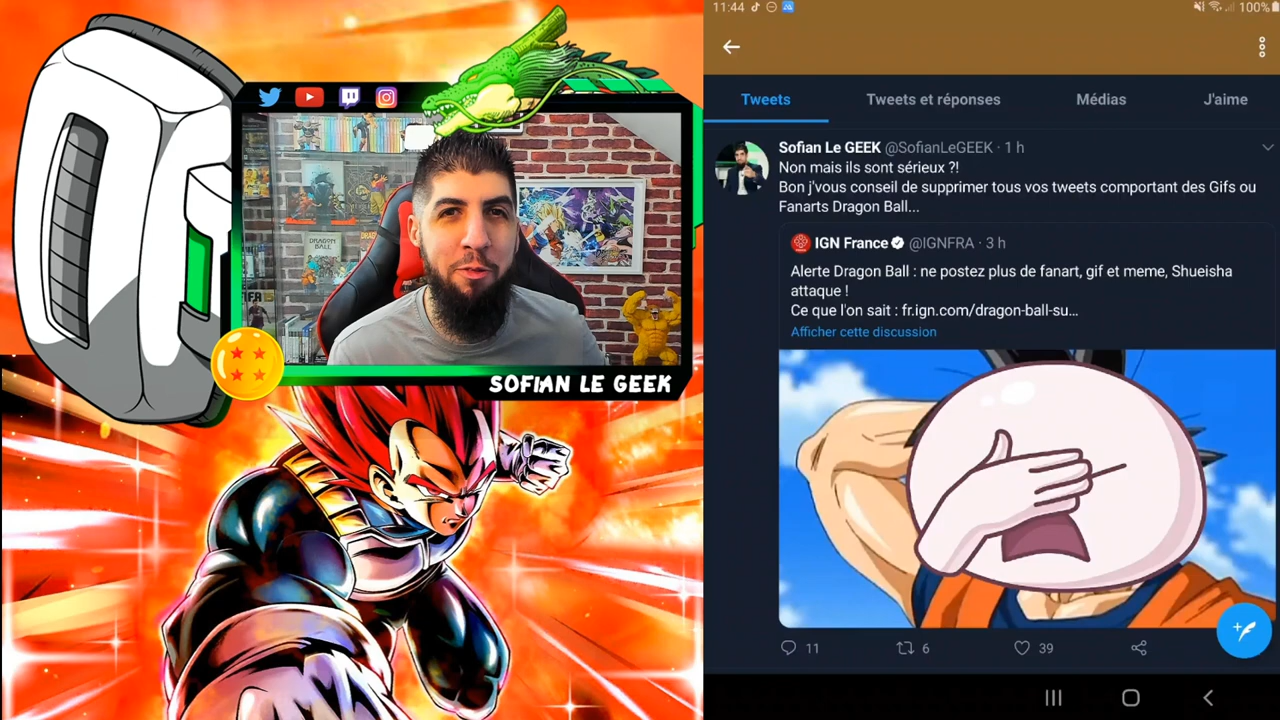 SOFIAN LE GEEK
DRAGON
BALL
11:44
100%
Tweets
Tweets et réponses
Médias
J'aime
Sofian Le GEEK @SofianLeGEEK · 1 h
Non mais ils sont sérieux ?!
Bon j'vous conseil de supprimer tous vos tweets comportant des Gifs ou
Fanarts Dragon Ball...
IGN France @IGNFRA · 3 h
Alerte Dragon Ball : ne postez plus de fanart, gif et meme, Shueisha
attaque !
Ce que l'on sait : fr.ign.com/dragon-ball-su...
Afficher cette discussion
11
6
39